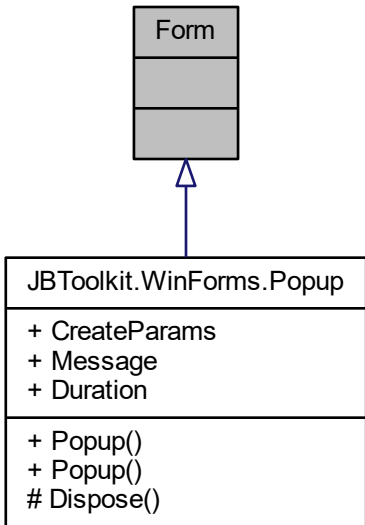 Form
JBToolkit.WinForms.Popup
+ CreateParams
+ Message
+ Duration
+ Popup()
+ Popup()
# Dispose()